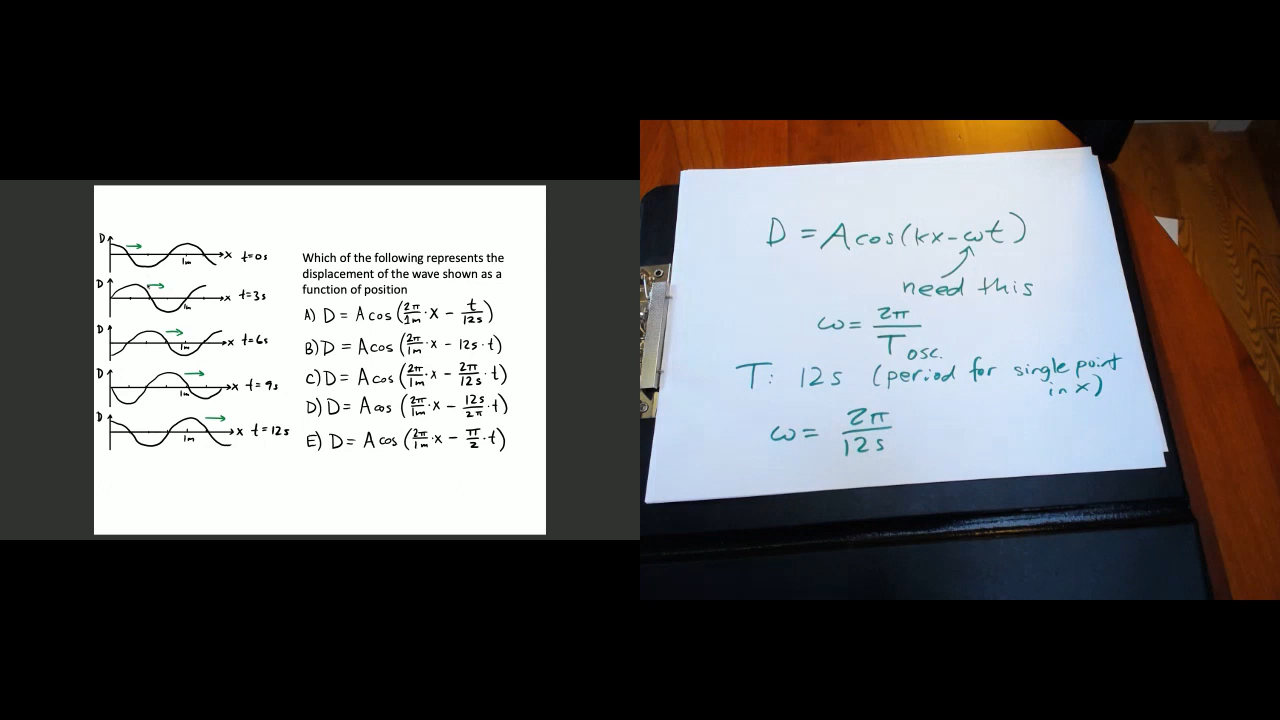 D
x t=0s
1m
D
x t=3s
1m
D
x t=6s
1m
D
x t=9s
1m
D
x t=12s
1m
Which of the following represents the
displacement of the wave shown as a
function of position
A) D = A cos (2π/1m · x − t/12s)
B) D = A cos (2π/1m · x − 12s · t)
C) D = A cos (2π/1m · x − 2π/12s · t)
D) D = A cos (2π/1m · x − 12s/2π · t)
E) D = A cos (2π/1m · x − π/2 · t)
D = A cos(kx − ωt)
need this
ω = 2π/T osc.
T: 12s (period for single point
in x)
ω = 2π/12s